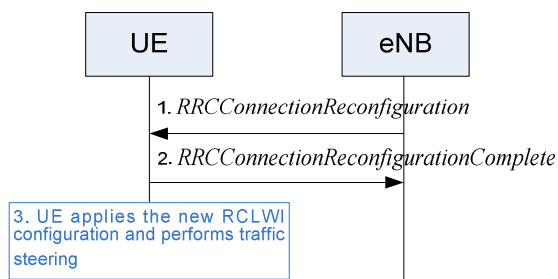 UE
eNB
1. RRCConnectionReconfiguration
2. RRCConnectionReconfigurationComplete
3. UE applies the new RCLWI
configuration and performs traffic
steering